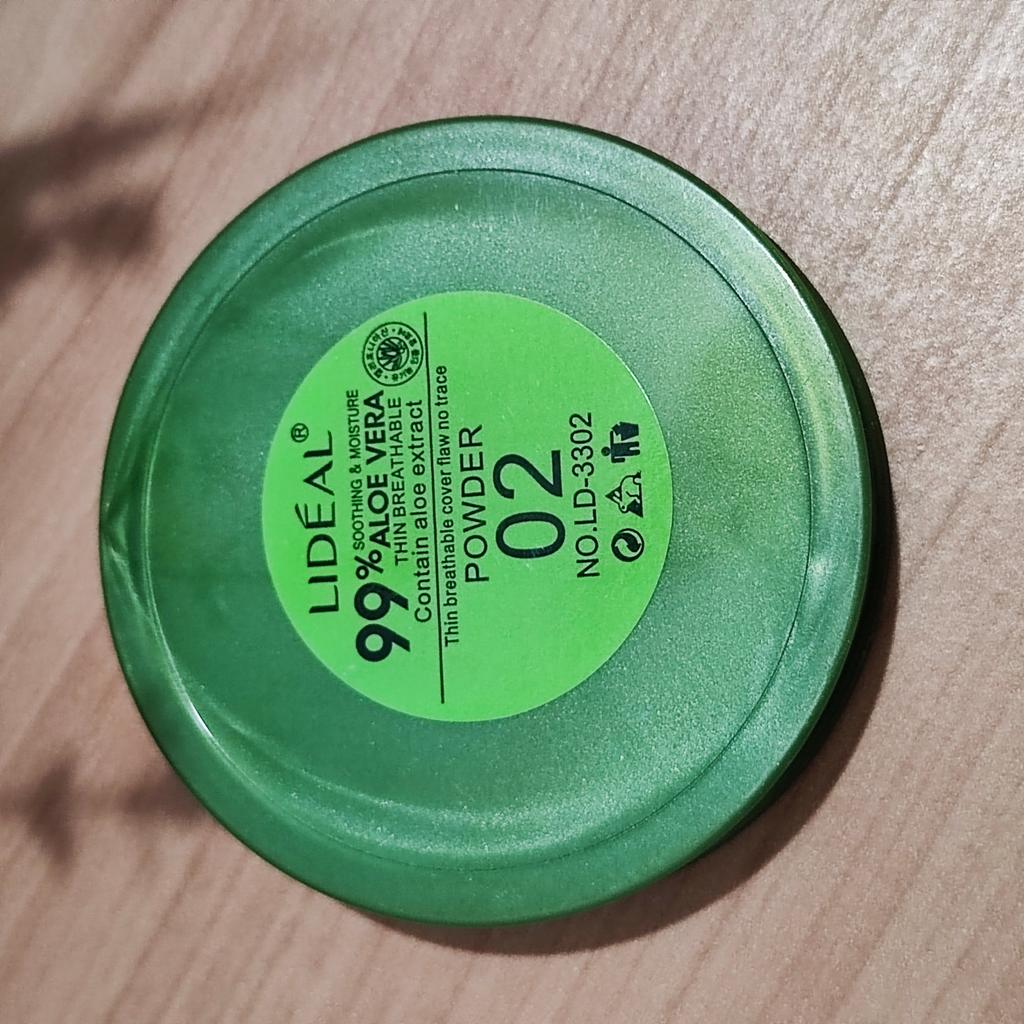 LIDÉAL®
99% SOOTHING & MOISTURE
ALOE VERA
THIN BREATHABLE
Contain aloe extract
Thin breathable cover flaw no trace
POWDER
02
NO.LD-3302